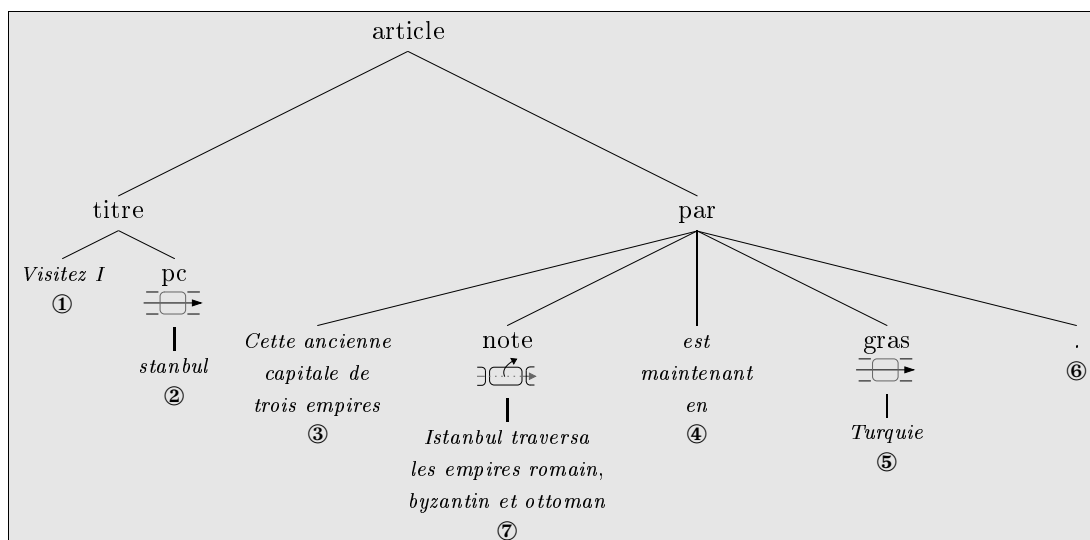 article
titre
par
Visitez I
①
pc
stanbul
②
Cette ancienne
capitale de
trois empires
③
note
Istanbul traversa
les empires romain,
byzantin et ottoman
⑦
est
maintenant
en
④
gras
Turquie
⑤
.
⑥